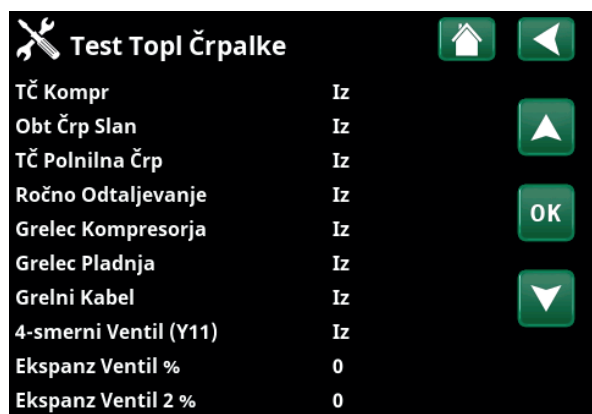 Test Topl Črpalke
TČ Kompr Iz
Obt Črp Slan Iz
TČ Polnilna Črp Iz
Ročno Odtaljevanje Iz
Grelec Kompresorja Iz
Grelec Pladnja Iz
Grelni Kabel Iz
4-smerni Ventil (Y11) Iz
Ekspanz Ventil % 0
Ekspanz Ventil 2 % 0
OK